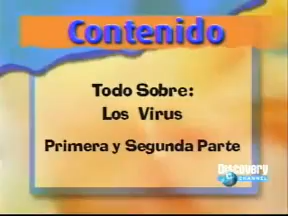 Contenido
Todo Sobre:
Los Virus
Primera y Segunda Parte
Discovery
CHANNEL